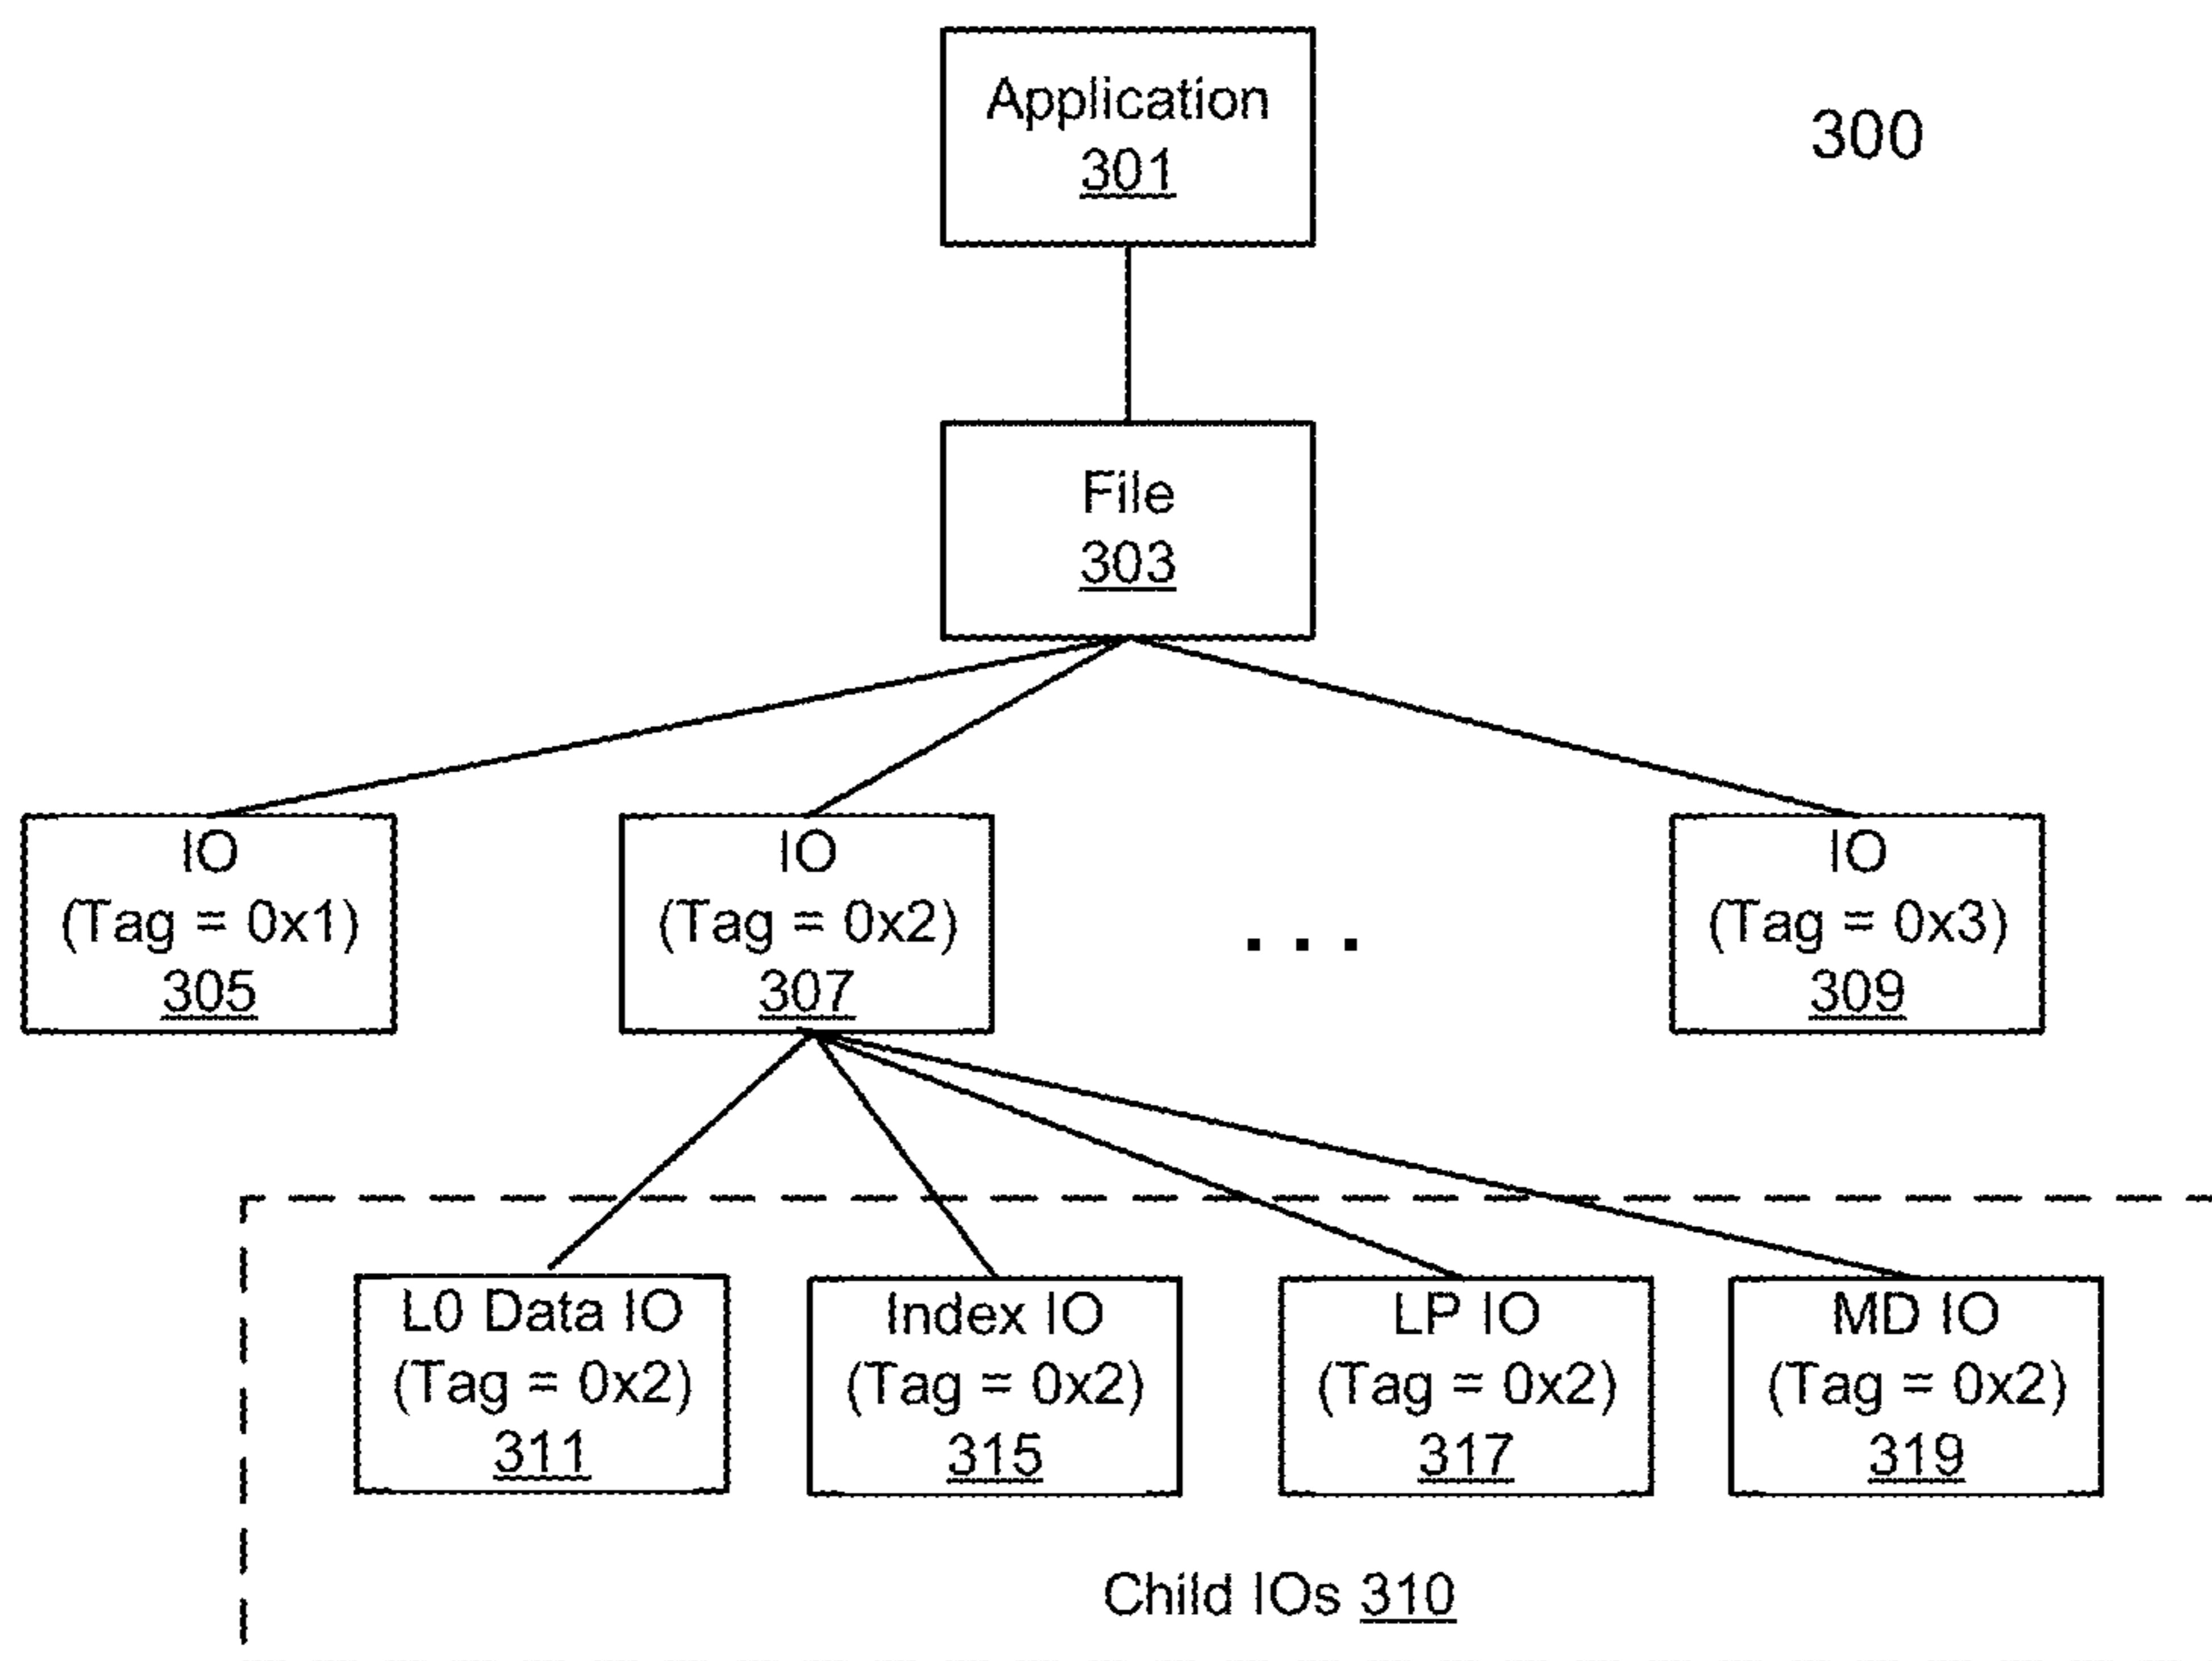 Application
301
300
File
303
IO
(Tag = 0x1)
305
IO
(Tag = 0x2)
307
. . .
IO
(Tag = 0x3)
309
L0 Data IO
(Tag = 0x2)
311
Index IO
(Tag = 0x2)
315
LP IO
(Tag = 0x2)
317
MD IO
(Tag = 0x2)
319
Child IOs 310